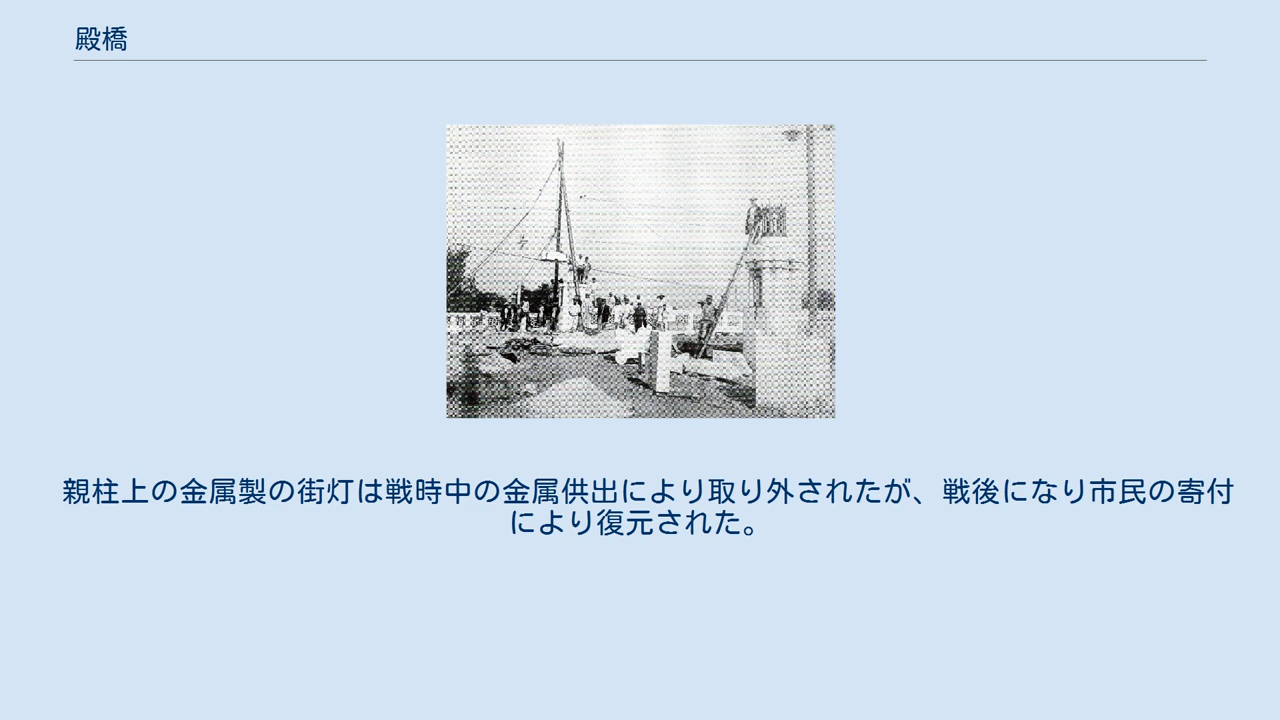 殿橋
親柱上の金属製の街灯は戦時中の金属供出により取り外されたが、戦後になり市民の寄付
により復元された。